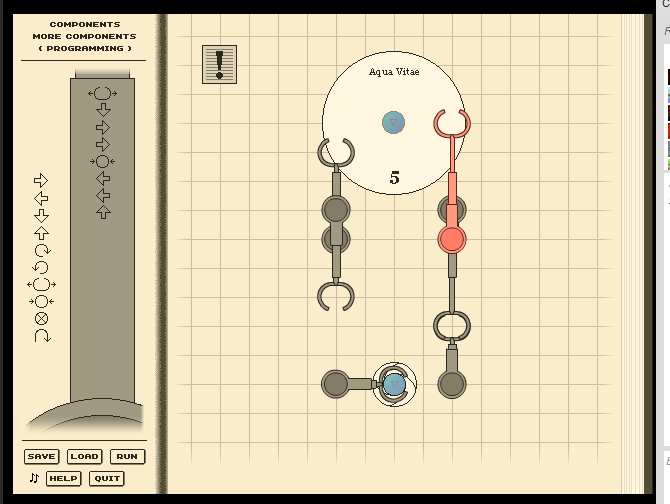 COMPONENTS
MORE COMPONENTS
( PROGRAMMING )
Aqua Vitae
5
SAVE LOAD RUN
HELP QUIT